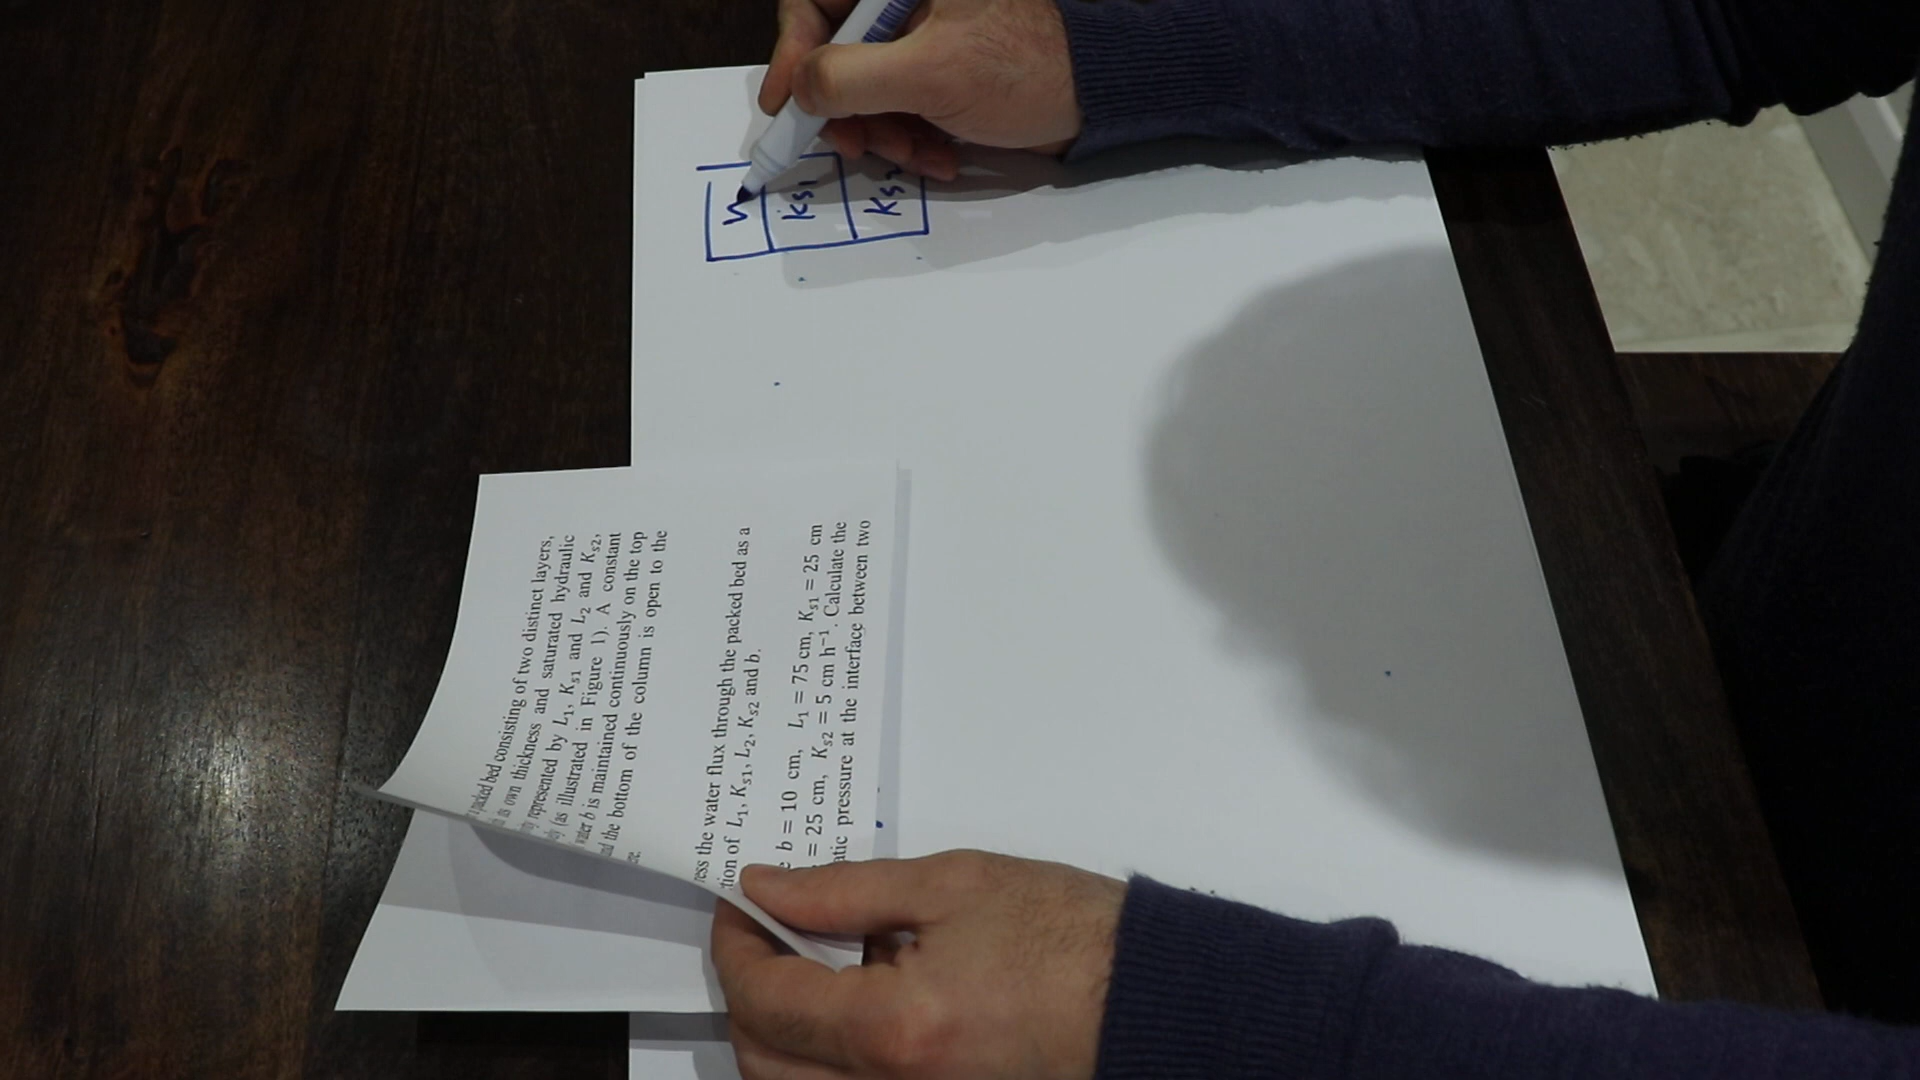 packed bed consisting of two distinct layers,
its own thickness and saturated hydraulic
represented by L₁, Kₛ₁ and L₂ and Kₛ₂,
(as illustrated in Figure 1). A constant
water b is maintained continuously on the top
the bottom of the column is open to the
the water flux through the packed bed as a
of L₁, Kₛ₁, L₂, Kₛ₂ and b.
b = 10 cm, L₁ = 75 cm, Kₛ₁ = 25 cm
= 25 cm, Kₛ₂ = 5 cm h⁻¹. Calculate the
pressure at the interface between two
Ks₁
Ks₂